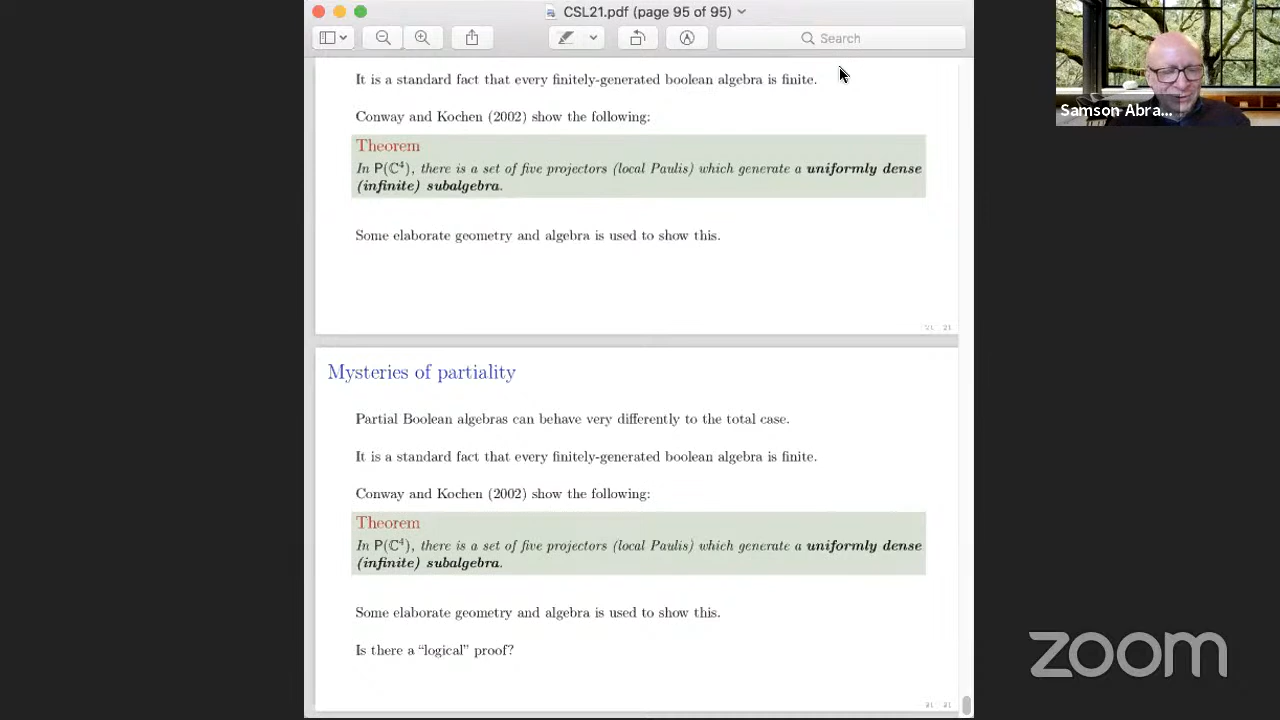 CSL21.pdf (page 95 of 95)
Search
It is a standard fact that every finitely-generated boolean algebra is finite.
Conway and Kochen (2002) show the following:
Theorem
In P(ℂ⁴), there is a set of five projectors (local Paulis) which generate a uniformly dense
(infinite) subalgebra.
Some elaborate geometry and algebra is used to show this.
Samson Abra...
Mysteries of partiality
Partial Boolean algebras can behave very differently to the total case.
It is a standard fact that every finitely-generated boolean algebra is finite.
Conway and Kochen (2002) show the following:
Theorem
In P(ℂ⁴), there is a set of five projectors (local Paulis) which generate a uniformly dense
(infinite) subalgebra.
Some elaborate geometry and algebra is used to show this.
Is there a “logical” proof?
zoom